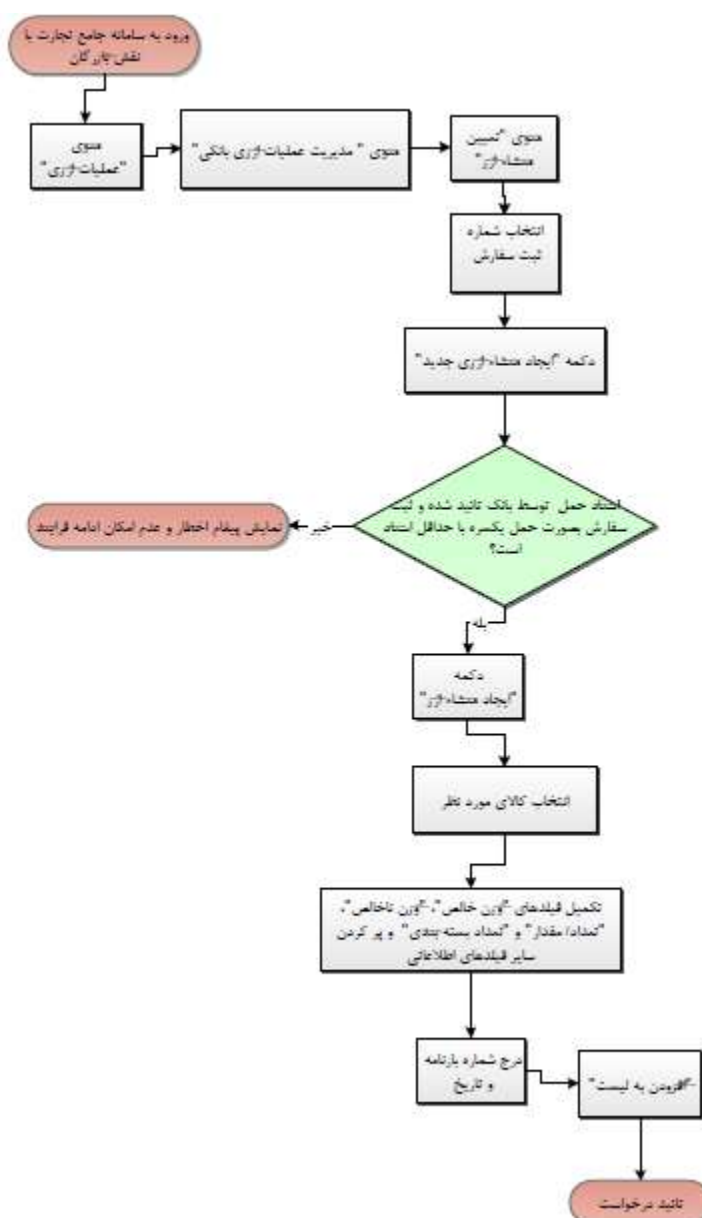 ورود به سامانه جامع تجارت با
نقش بازرگان
منوی
"عملیات ارزی"
منوی " مدیریت عملیات ارزی بانکی"
منوی "تعیین
منشاء ارز"
انتخاب شماره
ثبت سفارش
دکمه "ایجاد منشاء ارزی جدید"
اسناد حمل توسط بانک تائید شده و ثبت
سفارش بصورت حمل یکسره با حداقل اسناد
است؟
خیر
نمایش پیغام اخطار و عدم امکان ادامه فرایند
بله
دکمه
"ایجاد منشاء ارز"
انتخاب کالای مورد نظر
تکمیل فیلدهای "وزن خالص"، "وزن ناخالص"،
"تعداد/مقدار" و "تعداد بسته بندی" و پر کردن
سایر فیلدهای اطلاعاتی
درج شماره بارنامه
و تاریخ
"افزودن به لیست"
تائید درخواست